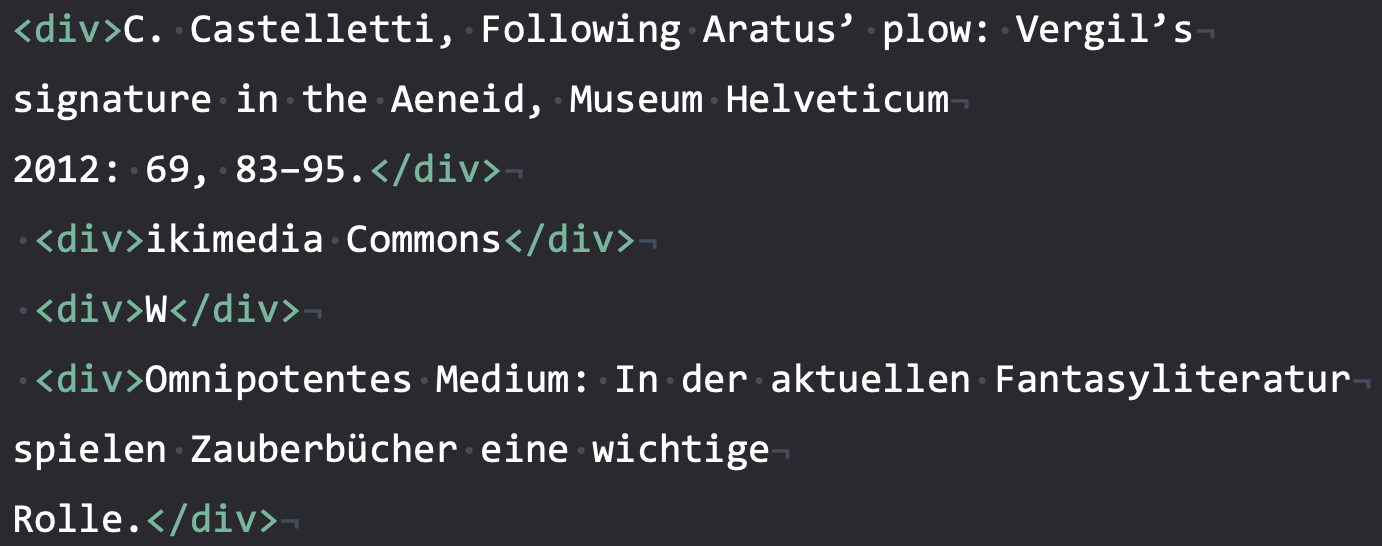 <div>C. Castelletti, Following Aratus’ plow: Vergil’s¬
signature in the Aeneid, Museum Helveticum¬
2012: 69, 83–95.</div>¬
<div>ikimedia Commons</div>¬
<div>W</div>¬
<div>Omnipotentes Medium: In der aktuellen Fantasyliteratur¬
spielen Zauberbücher eine wichtige¬
Rolle.</div>¬